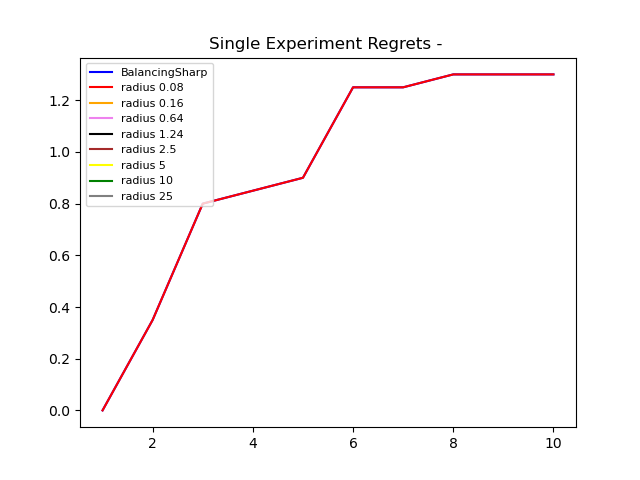 Single Experiment Regrets -
BalancingSharp
radius 0.08
radius 0.16
radius 0.64
radius 1.24
radius 2.5
radius 5
radius 10
radius 25
1.2
1.0
0.8
0.6
0.4
0.2
0.0
2 4 6 8 10